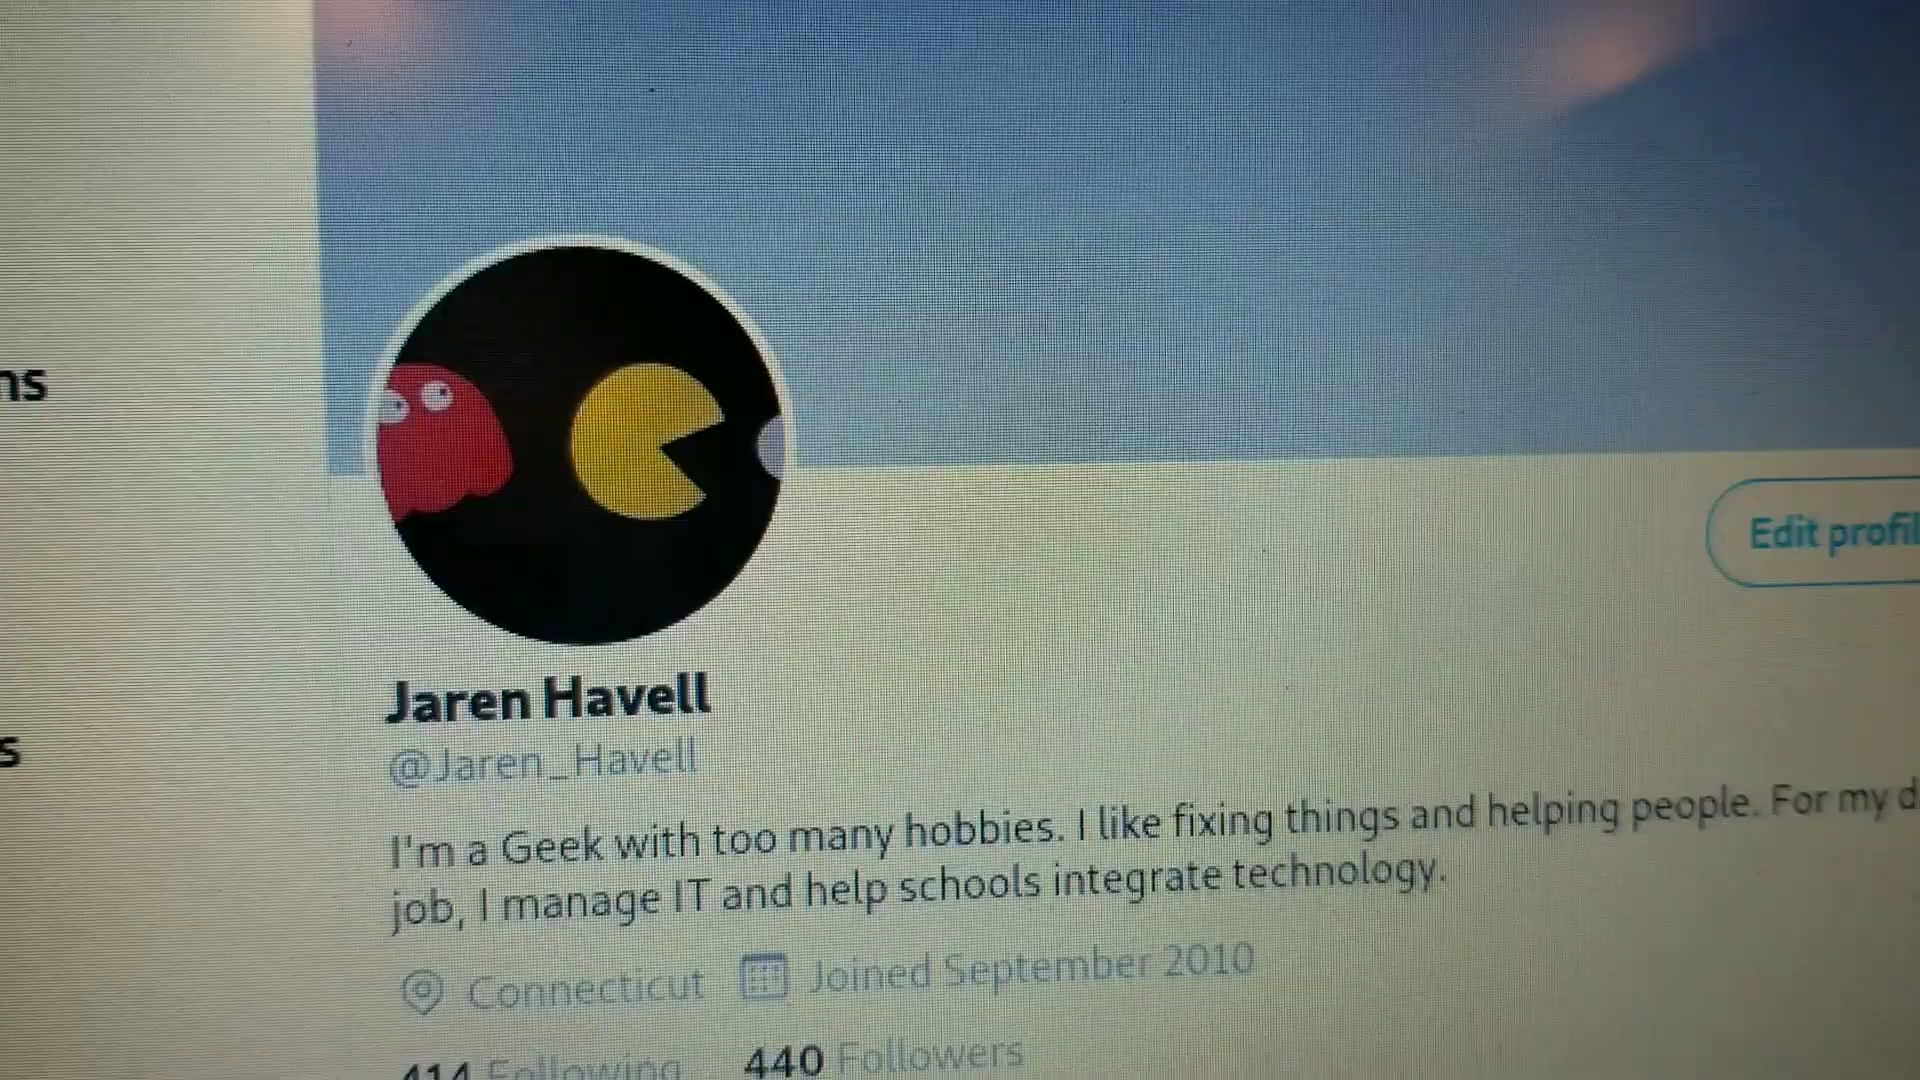 ns
s
Edit profil
Jaren Havell
@Jaren_Havell
I'm a Geek with too many hobbies. I like fixing things and helping people. For my d
job, I manage IT and help schools integrate technology.
Connecticut Joined September 2010
414 Following 440 Followers